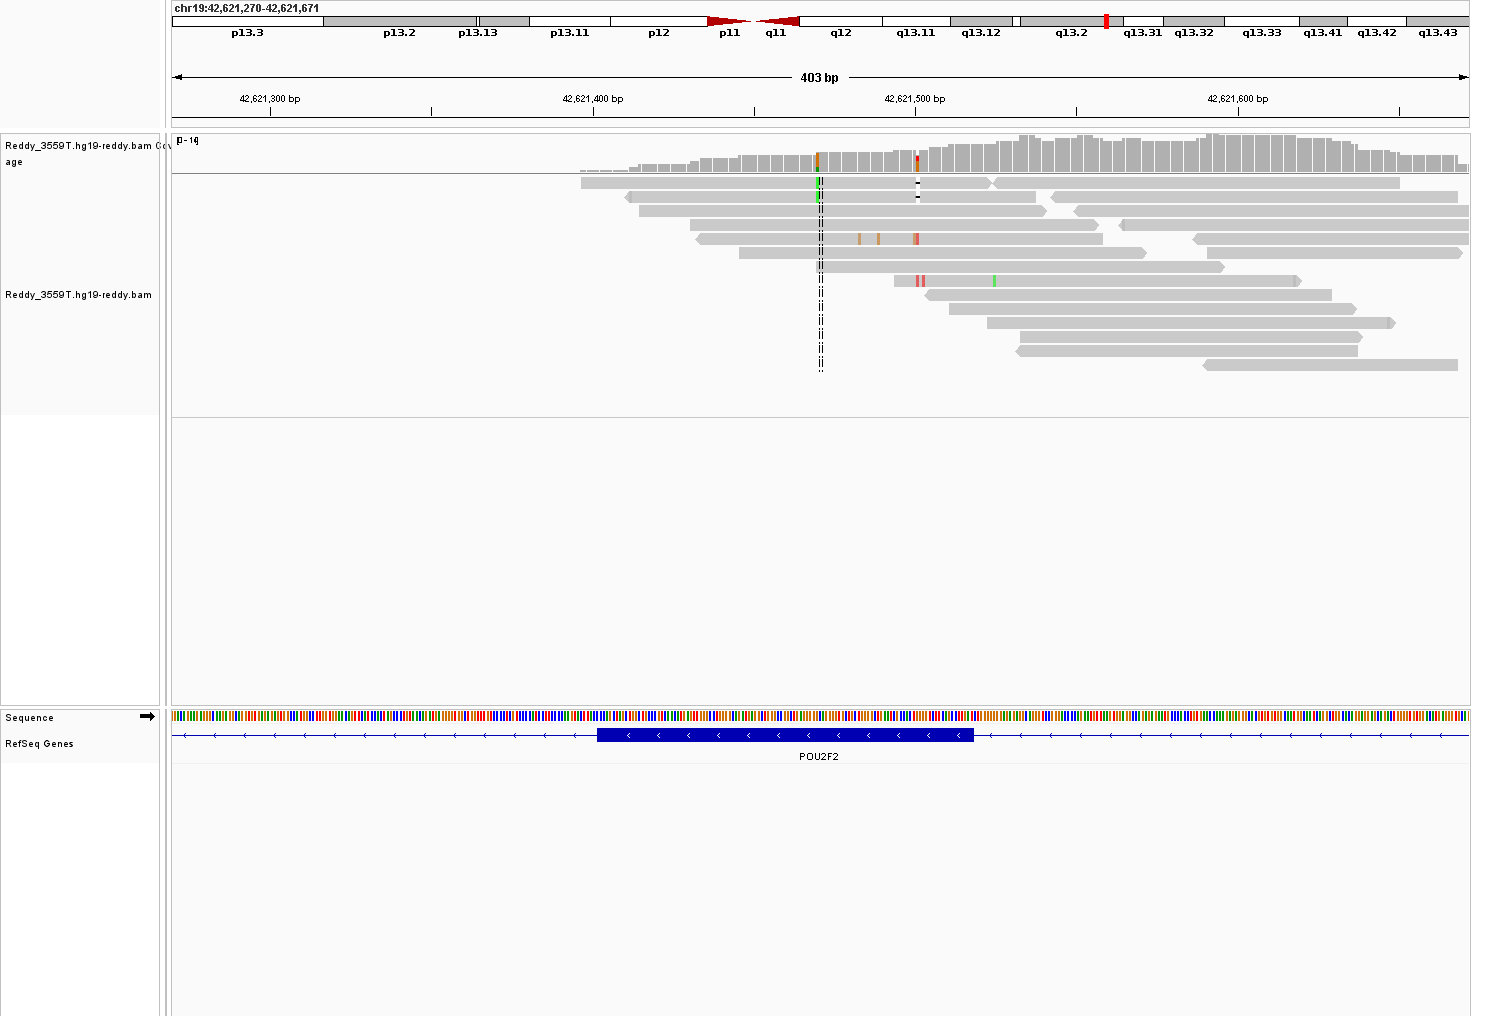 chr19:42,621,270-42,621,671
p13.3 p13.2 p13.13 p13.11 p12 p11 q11 q12 q13.11 q13.12 q13.2 q13.31 q13.32 q13.33 q13.41 q13.42 q13.43
403 bp
42,621,300 bp 42,621,400 bp 42,621,500 bp 42,621,600 bp
Reddy_3559T.hg19-reddy.bam Cov
age
Reddy_3559T.hg19-reddy.bam
Sequence
RefSeq Genes
POU2F2